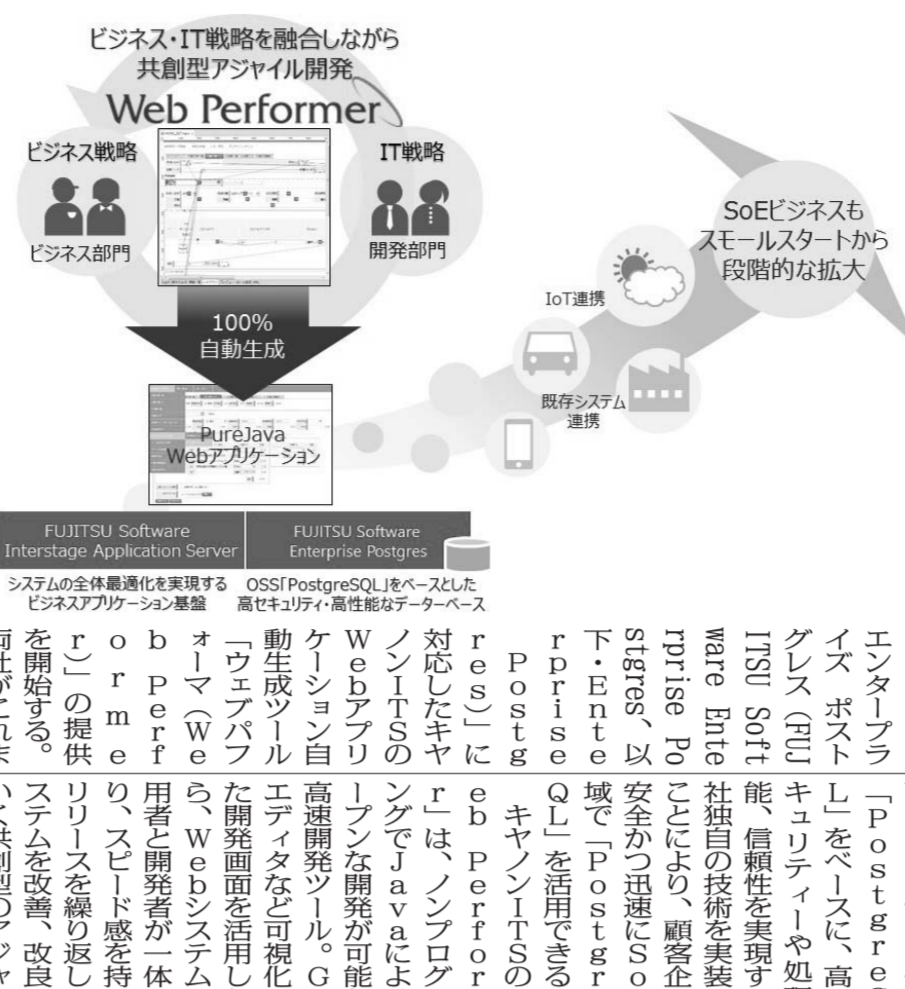 ビジネス・IT戦略を融合しながら
共創型アジャイル開発
Web Performer
ビジネス戦略
ビジネス部門
IT戦略
開発部門
100%
自動生成
PureJava
Webアプリケーション
SoEビジネスも
スモールスタートから
段階的な拡大
IoT連携
既存システム
連携
FUJITSU Software
Interstage Application Server
FUJITSU Software
Enterprise Postgres
システムの全体最適化を実現する
ビジネスアプリケーション基盤
OSS「PostgreSQL」をベースとした
高セキュリティ・高性能なデーターベース
エンタープラ
イズ ポスト
グレス(FUJ
ITSU Soft
ware Ente
rprise Po
stgres、以
下・Ente
rprise
Postg
res)」に
対応したキヤ
ノンITSの
Webアプリ
ケーション自
動生成ツール
「ウェブパフ
ォーマ(We
b Perf
orme
r)」の提供
を開始する。
両社がこれま
「Postgre
L」をベースに、高
キュリティーや処
能、信頼性を実現す
社独自の技術を実装
ことにより、顧客企
安全かつ迅速にSo
域で「Postgr
QL」を活用できる
キヤノンITSの
eb Perfor
r」は、ノンプログ
ングでJavaによ
ープンな開発が可能
高速開発ツール。G
エディタなど可視化
た開発画面を活用し
ら、Webシステム
用者と開発者が一体
り、スピード感を持
リリースを繰り返し
ステムを改善、改良
いく共創型のアジャ